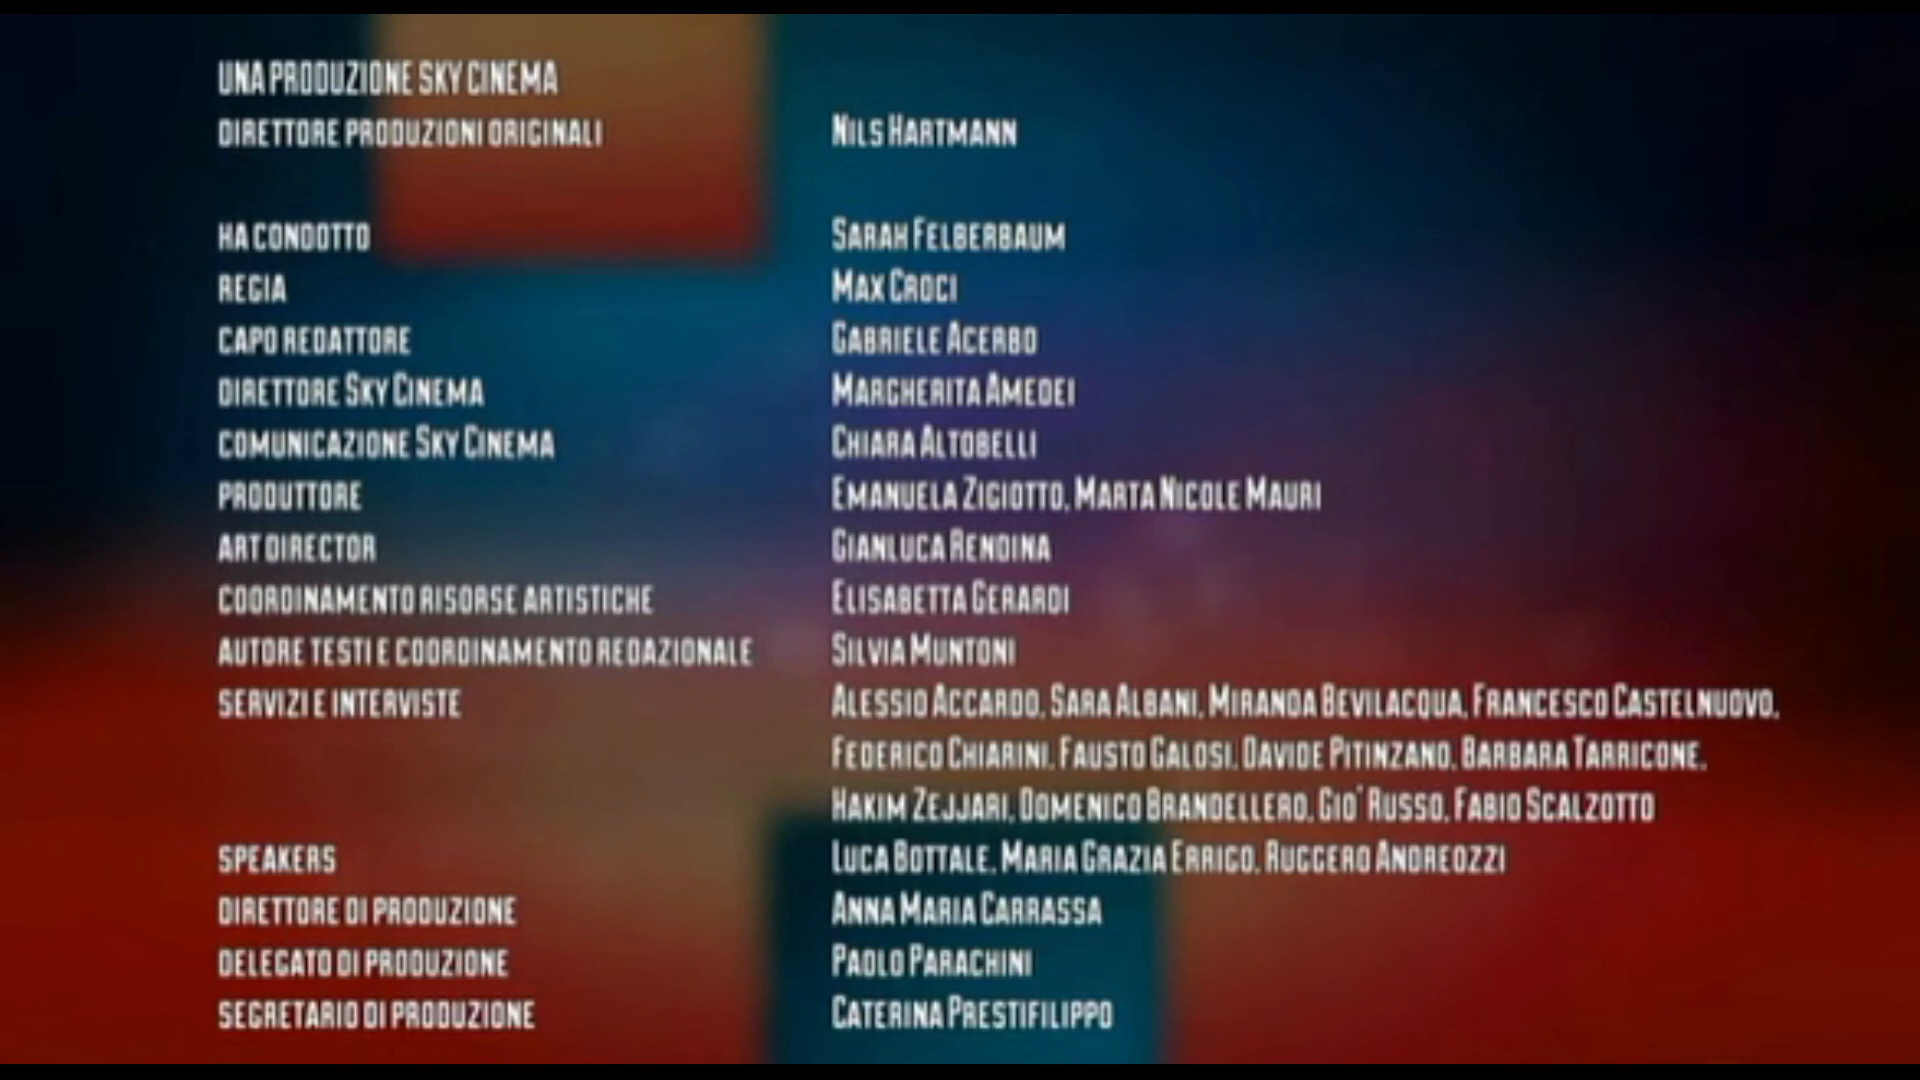 UNA PRODUZIONE SKY CINEMA
DIRETTORE PRODUZIONI ORIGINALI NILS HARTMANN
HA CONDOTTO SARAH FELBERBAUM
REGIA MAX CROCI
CAPO REDATTORE GABRIELE ACERBO
DIRETTORE SKY CINEMA MARGHERITA AMEDEI
COMUNICAZIONE SKY CINEMA CHIARA ALTOBELLI
PRODUTTORE EMANUELA ZIGIOTTO, MARTA NICOLE MAURI
ART DIRECTOR GIANLUCA RENDINA
COORDINAMENTO RISORSE ARTISTICHE ELISABETTA GERARDI
AUTORE TESTI E COORDINAMENTO REDAZIONALE SILVIA MUNTONI
SERVIZI E INTERVISTE ALESSIO ACCARDO, SARA ALBANI, MIRANDA BEVILACQUA, FRANCESCO CASTELNUOVO,
FEDERICO CHIARINI, FAUSTO GALOSI, DAVIDE PITINZANO, BARBARA TARRICONE,
HAKIM ZEJJARI, DOMENICO BRANDELLERO, GIO' RUSSO, FABIO SCALZOTTO
SPEAKERS LUCA BOTTALE, MARIA GRAZIA ERRIGO, RUGGERO ANDREOZZI
DIRETTORE DI PRODUZIONE ANNA MARIA CARRASSA
DELEGATO DI PRODUZIONE PAOLO PARACHINI
SEGRETARIO DI PRODUZIONE CATERINA PRESTIFILIPPO